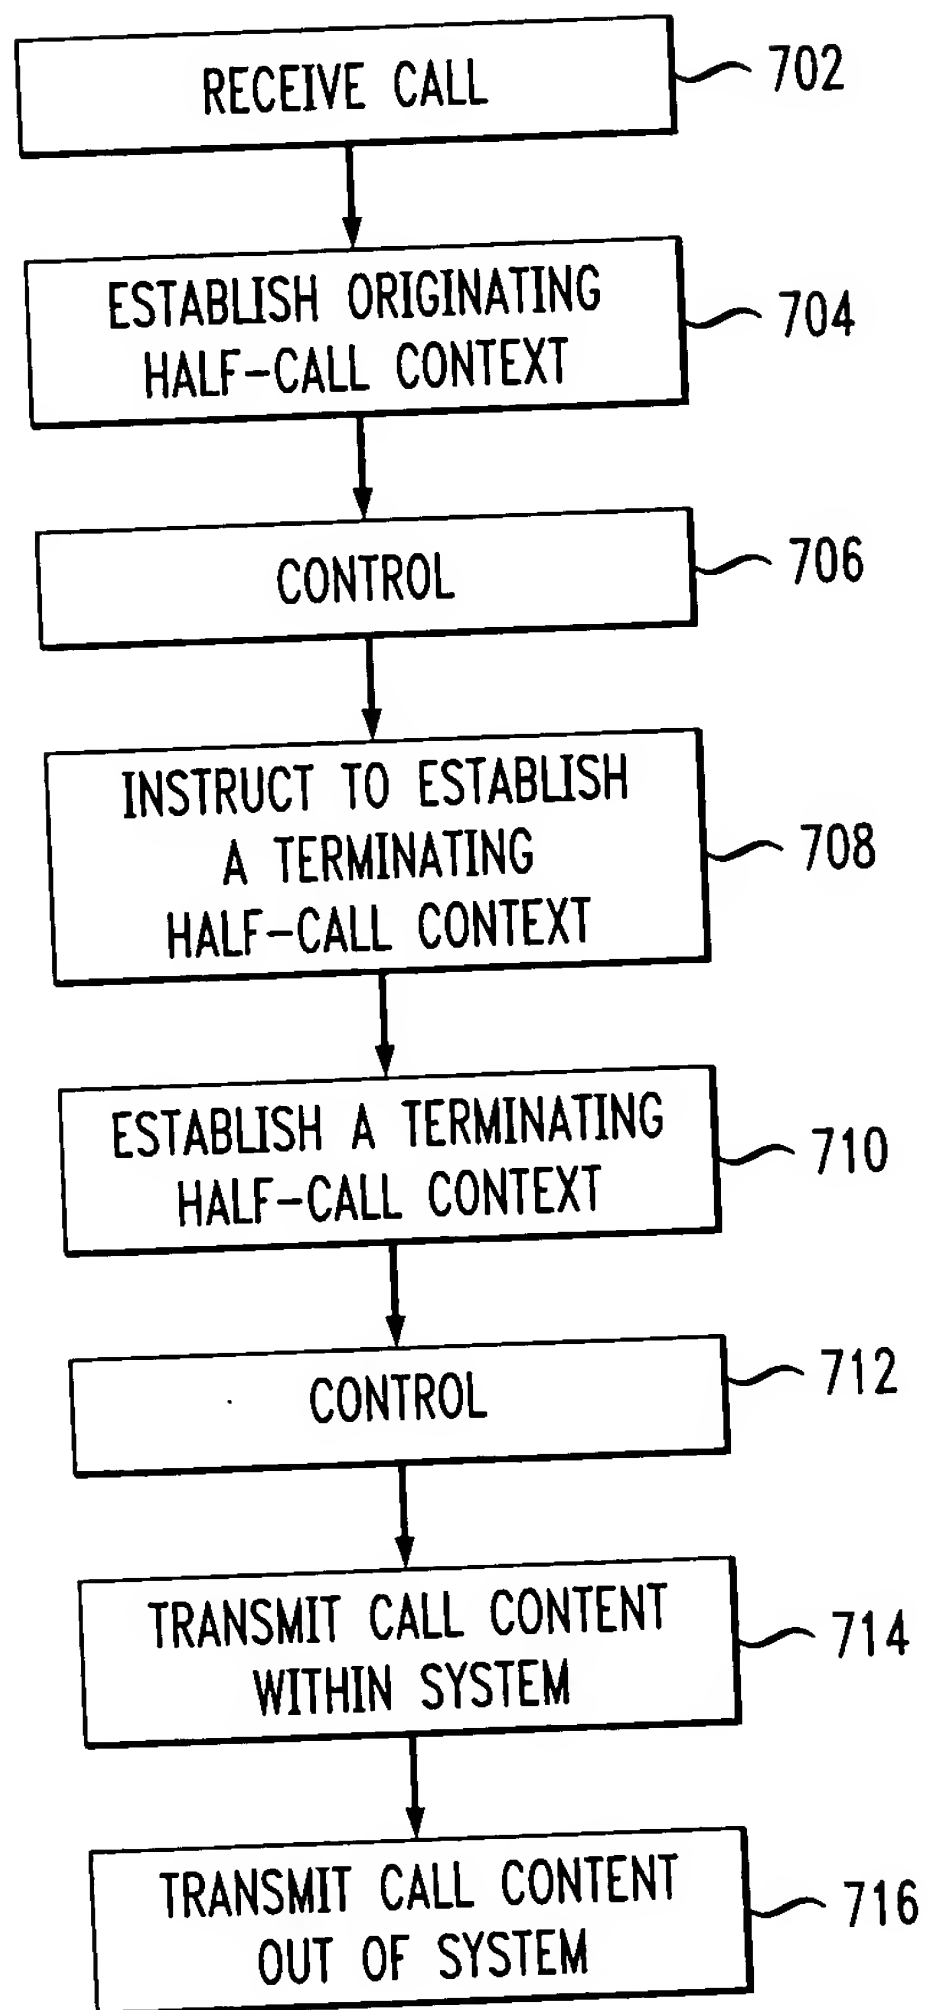 RECEIVE CALL
702
ESTABLISH ORIGINATING
HALF-CALL CONTEXT
704
CONTROL
706
INSTRUCT TO ESTABLISH
A TERMINATING
HALF-CALL CONTEXT
708
ESTABLISH A TERMINATING
HALF-CALL CONTEXT
710
CONTROL
712
TRANSMIT CALL CONTENT
WITHIN SYSTEM
714
TRANSMIT CALL CONTENT
OUT OF SYSTEM
716